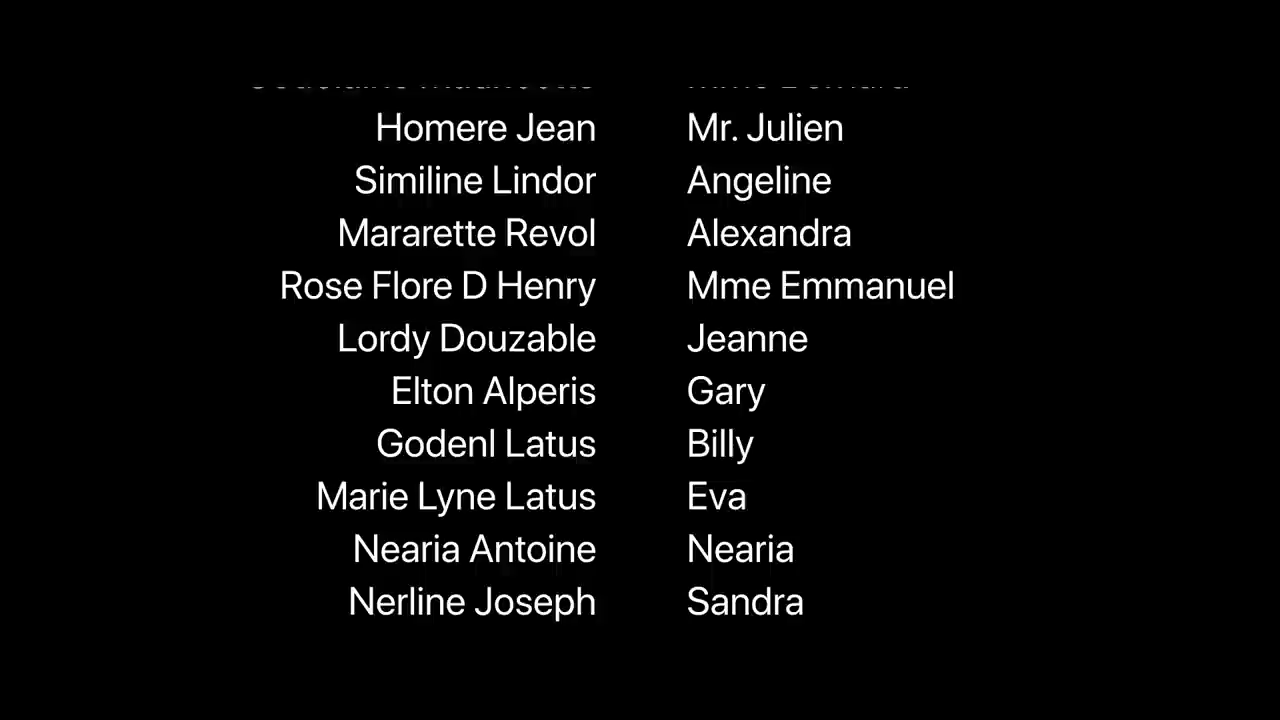 Homere Jean Mr. Julien
Similine Lindor Angeline
Mararette Revol Alexandra
Rose Flore D Henry Mme Emmanuel
Lordy Douzable Jeanne
Elton Alperis Gary
Godenl Latus Billy
Marie Lyne Latus Eva
Nearia Antoine Nearia
Nerline Joseph Sandra